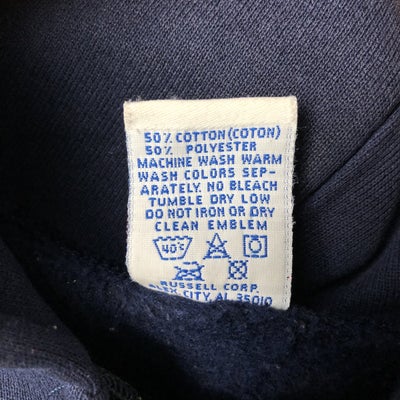 50% COTTON (COTON)
50% POLYESTER
MACHINE WASH WARM
WASH COLORS SEP-
ARATELY. NO BLEACH
TUMBLE DRY LOW
DO NOT IRON OR DRY
CLEAN EMBLEM
40°C
RUSSELL CORP.
ALEX CITY, AL 35010